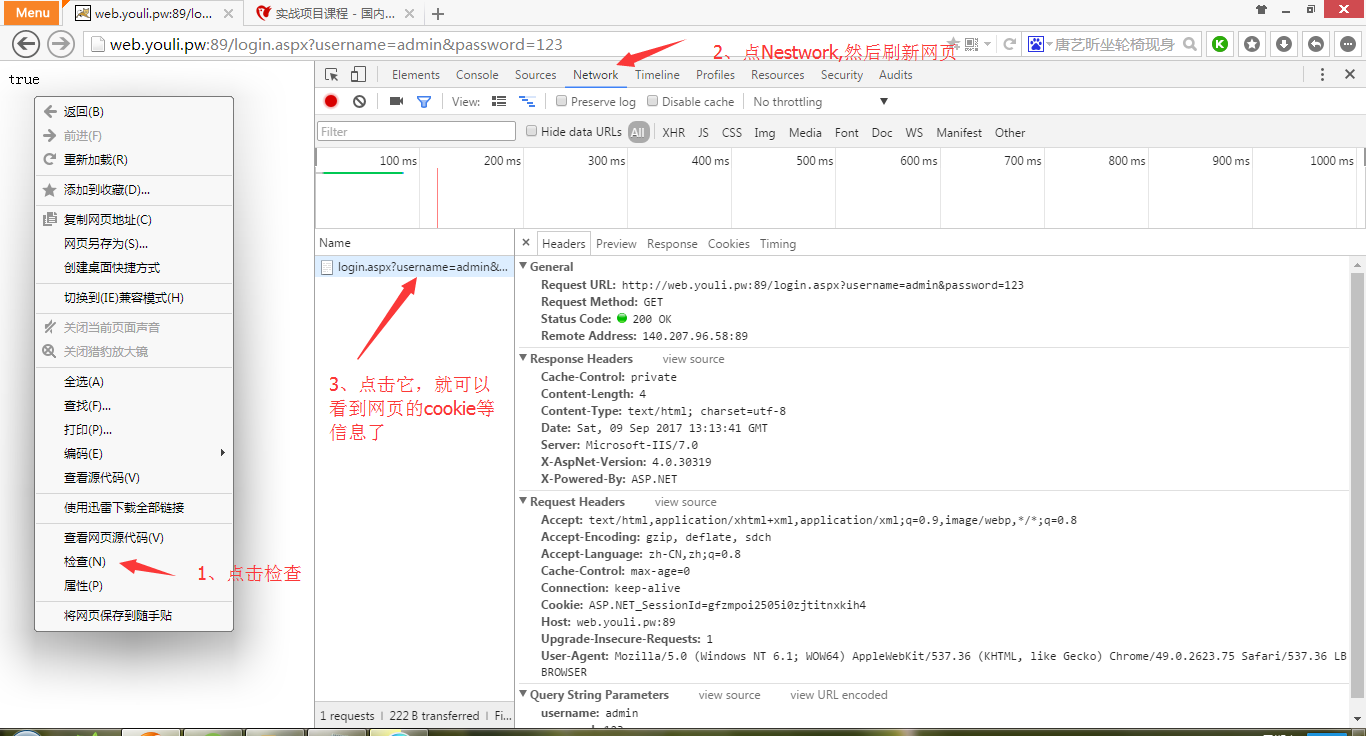 Menu
web.youli.pw:89/lo...
实战项目课程 - 国内...
web.youli.pw:89/login.aspx?username=admin&password=123
唐艺昕坐轮椅现身
2、点Nestwork,然后刷新网页
true
返回(B)
前进(F)
重新加载(R)
添加到收藏(D)...
复制网页地址(C)
网页另存为(S)...
创建桌面快捷方式
切换到(IE)兼容模式(H)
关闭当前页面声音
关闭猎豹放大镜
全选(A)
查找(F)...
打印(P)...
编码(E)
查看源代码(V)
使用迅雷下载全部链接
查看网页源代码(V)
检查(N)
属性(P)
将网页保存到随手贴
1、点击检查
Elements Console Sources Network Timeline Profiles Resources Security Audits
View: Preserve log Disable cache No throttling
Filter Hide data URLs All XHR JS CSS Img Media Font Doc WS Manifest Other
100 ms 200 ms 300 ms 400 ms 500 ms 600 ms 700 ms 800 ms 900 ms 1000 ms
Name
login.aspx?username=admin&...
3、点击它，就可以
看到网页的cookie等
信息了
1 requests | 222 B transferred | Fi...
Headers Preview Response Cookies Timing
General
Request URL: http://web.youli.pw:89/login.aspx?username=admin&password=123
Request Method: GET
Status Code: 200 OK
Remote Address: 140.207.96.58:89
Response Headers view source
Cache-Control: private
Content-Length: 4
Content-Type: text/html; charset=utf-8
Date: Sat, 09 Sep 2017 13:13:41 GMT
Server: Microsoft-IIS/7.0
X-AspNet-Version: 4.0.30319
X-Powered-By: ASP.NET
Request Headers view source
Accept: text/html,application/xhtml+xml,application/xml;q=0.9,image/webp,*/*;q=0.8
Accept-Encoding: gzip, deflate, sdch
Accept-Language: zh-CN,zh;q=0.8
Cache-Control: max-age=0
Connection: keep-alive
Cookie: ASP.NET_SessionId=gfzmpoi2505i0zjtitnxkih4
Host: web.youli.pw:89
Upgrade-Insecure-Requests: 1
User-Agent: Mozilla/5.0 (Windows NT 6.1; WOW64) AppleWebKit/537.36 (KHTML, like Gecko) Chrome/49.0.2623.75 Safari/537.36 LB
BROWSER
Query String Parameters view source view URL encoded
username: admin